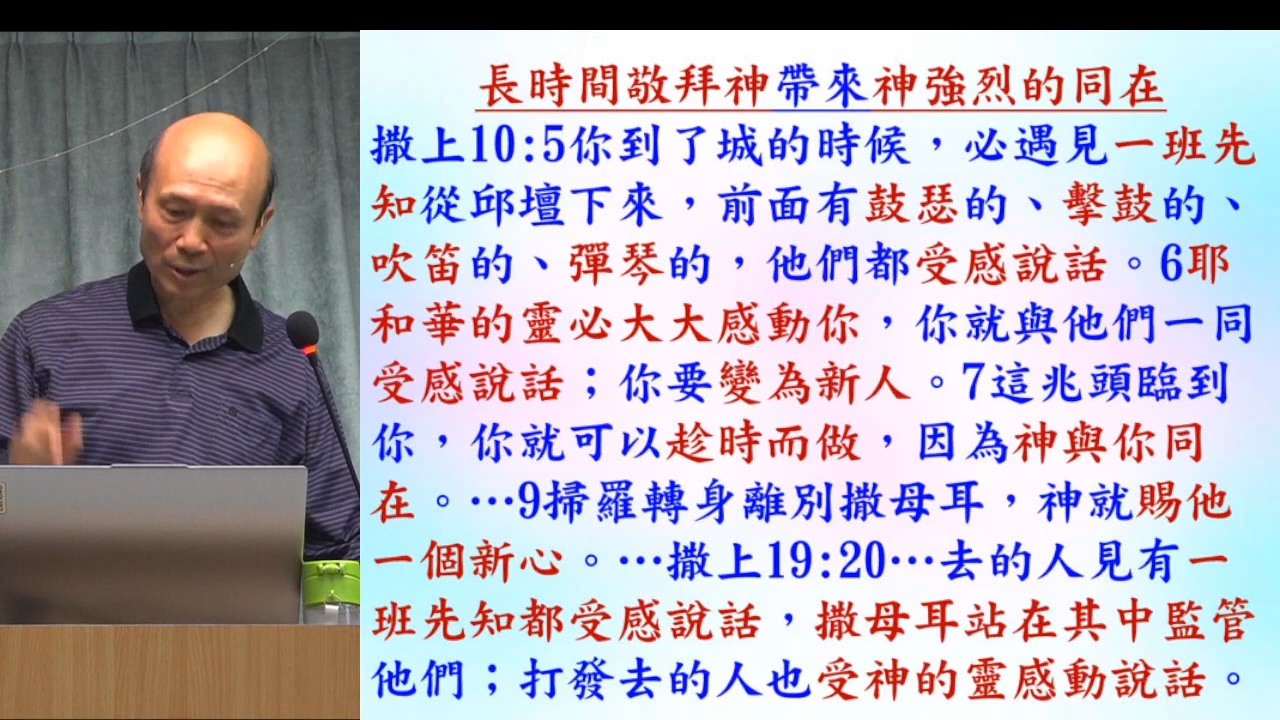 長時間敬拜神帶來神強烈的同在
撒上10:5你到了城的時候，必遇見一班先
知從邱壇下來，前面有鼓瑟的、擊鼓的、
吹笛的、彈琴的，他們都受感說話。6耶
和華的靈必大大感動你，你就與他們一同
受感說話；你要變為新人。7這兆頭臨到
你，你就可以趁時而做，因為神與你同
在。…9掃羅轉身離別撒母耳，神就賜他
一個新心。…撒上19:20…去的人見有一
班先知都受感說話，撒母耳站在其中監管
他們；打發去的人也受神的靈感動說話。